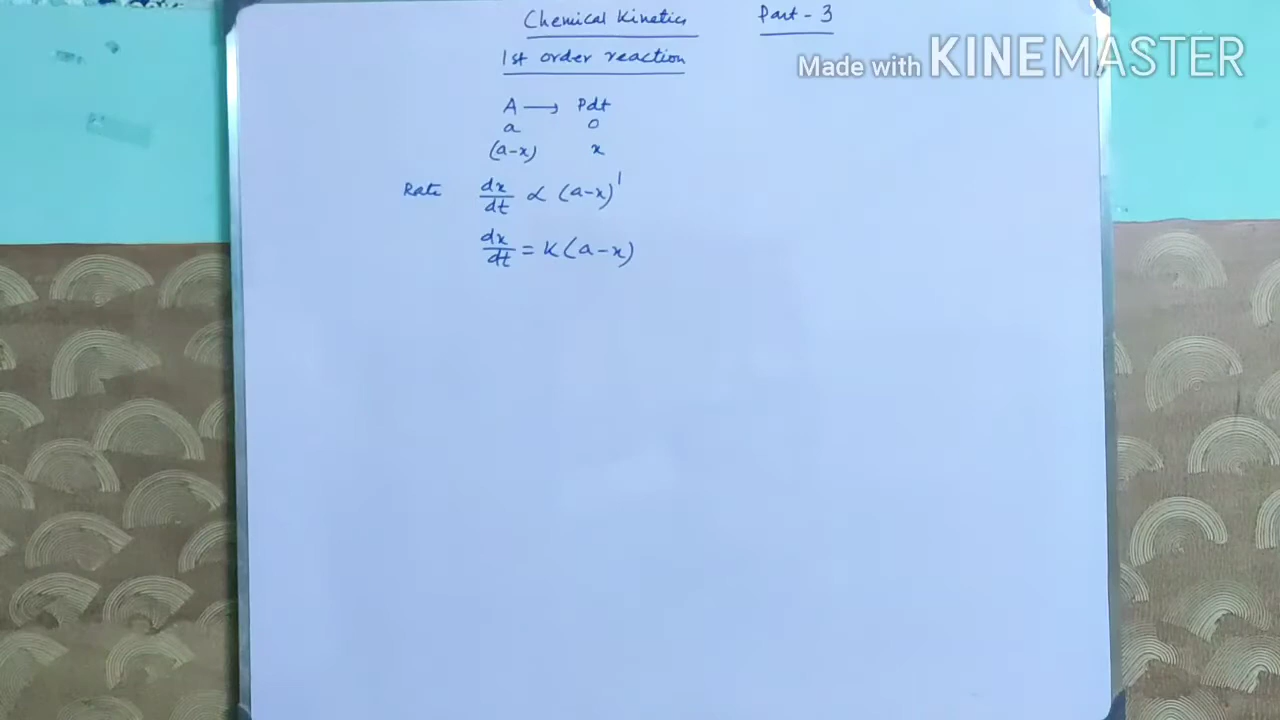 Chemical Kinetics Part - 3
Made with KINEMASTER
1st order reaction
A ⟶ Pdt
a 0
(a-x) x
Rate dx/dt ∝ (a-x)¹
dx/dt = K(a-x)